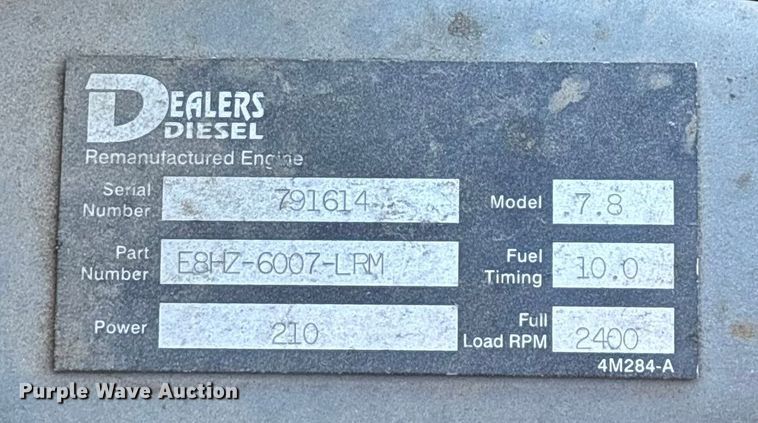 DEALERS
DIESEL
Remanufactured Engine
Serial Number 791614 Model 7.8
Part Number E8HZ-6007-LRM Fuel Timing 10.0
Power 210 Full Load RPM 2400
4M284-A
Purple Wave Auction